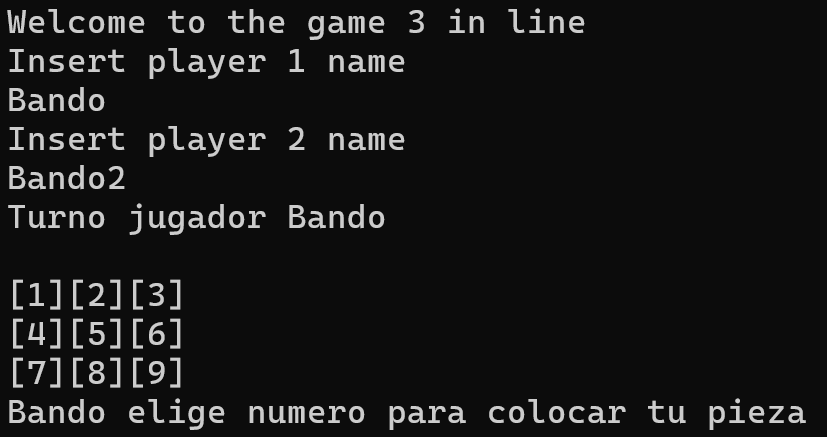 Welcome to the game 3 in line
Insert player 1 name
Bando
Insert player 2 name
Bando2
Turno jugador Bando
[1][2][3]
[4][5][6]
[7][8][9]
Bando elige numero para colocar tu pieza